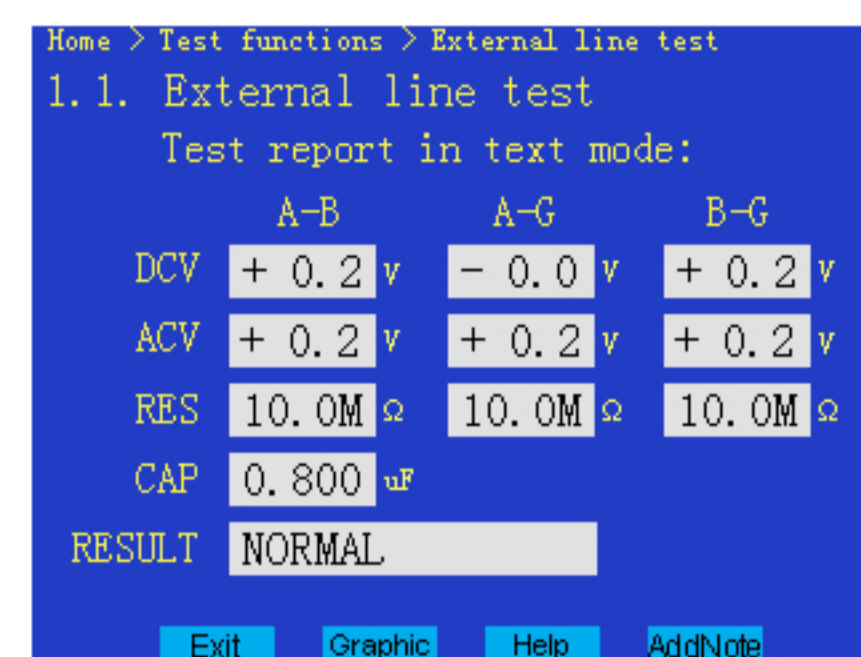 Home > Test functions > External line test
1.1. External line test
Test report in text mode:
A-B A-G B-G
DCV + 0.2 V - 0.0 V + 0.2 V
ACV + 0.2 V + 0.2 V + 0.2 V
RES 10.0M Ω 10.0M Ω 10.0M Ω
CAP 0.800 uF
RESULT NORMAL
Exit Graphic Help AddNote